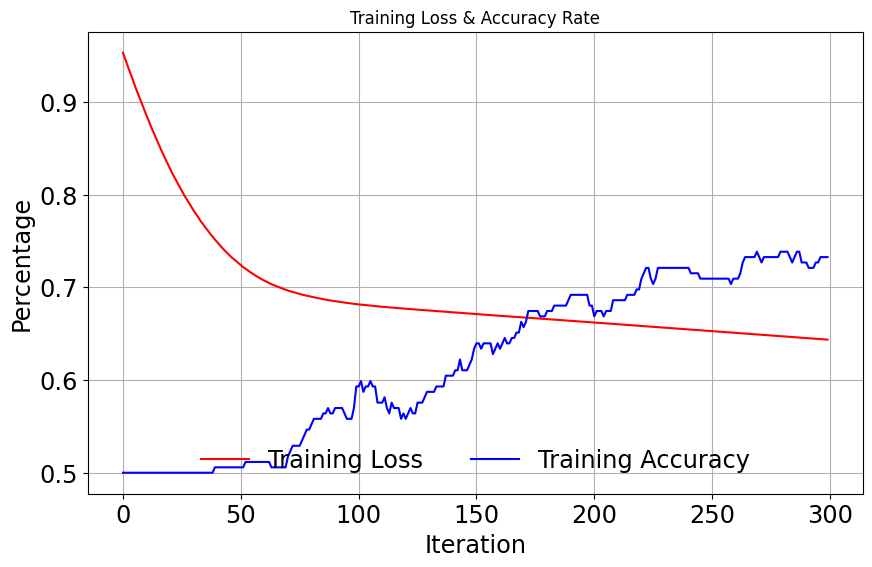 Training Loss & Accuracy Rate
Percentage
0.9
0.8
0.7
0.6
0.5
Training Loss Training Accuracy
0 50 100 150 200 250 300
Iteration